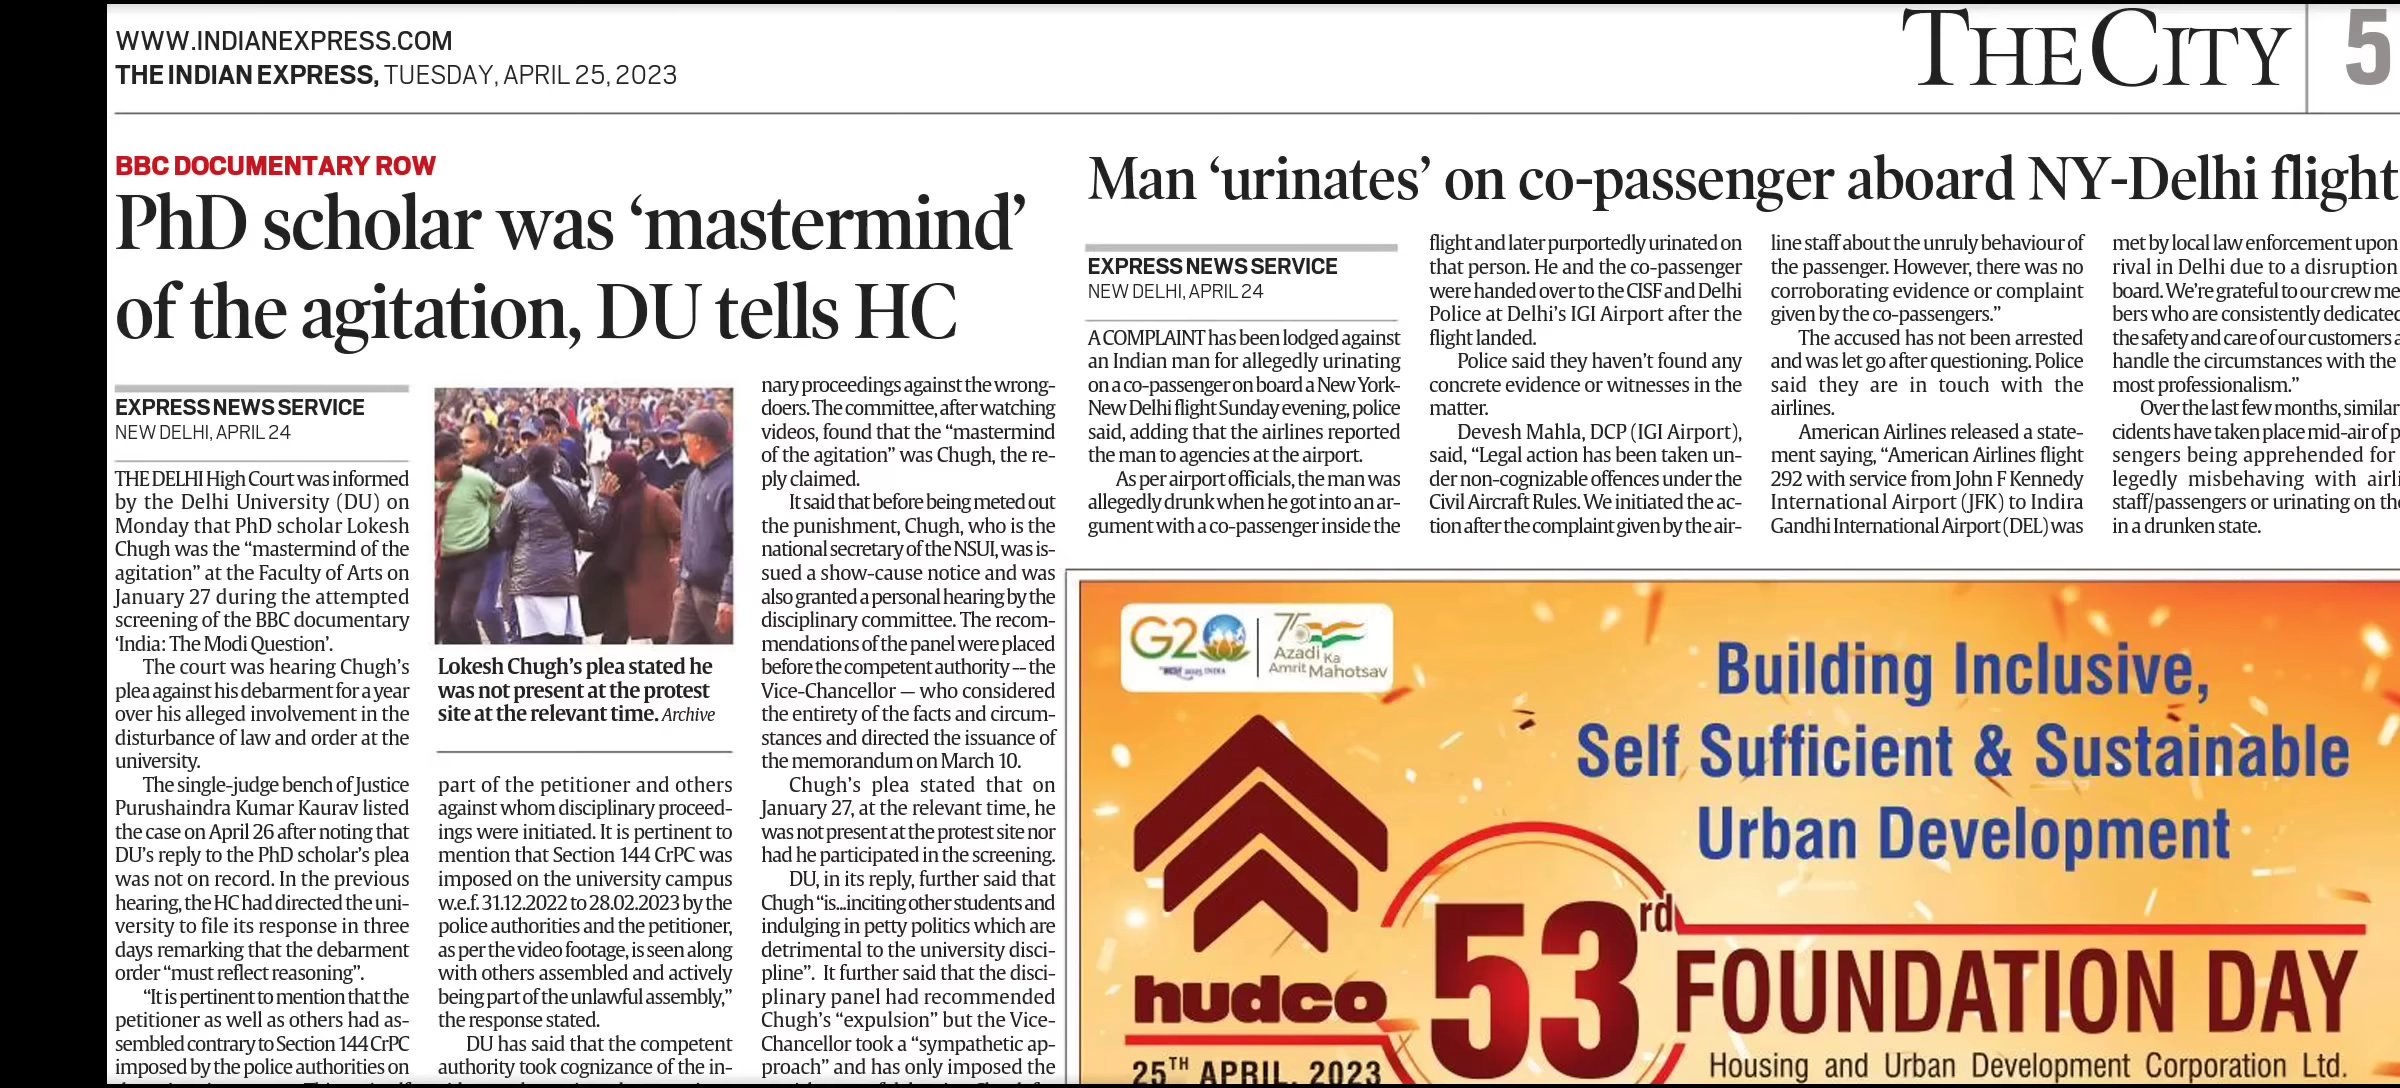 WWW.INDIANEXPRESS.COM
THE INDIAN EXPRESS, TUESDAY, APRIL 25, 2023
THE CITY
5
BBC DOCUMENTARY ROW
PhD scholar was ‘mastermind’
of the agitation, DU tells HC
EXPRESS NEWS SERVICE
NEW DELHI, APRIL 24
THE DELHI High Court was informed
by the Delhi University (DU) on
Monday that PhD scholar Lokesh
Chugh was the “mastermind of the
agitation” at the Faculty of Arts on
January 27 during the attempted
screening of the BBC documentary
‘India: The Modi Question’.
The court was hearing Chugh’s
plea against his debarment for a year
over his alleged involvement in the
disturbance of law and order at the
university.
The single-judge bench of Justice
Purushaindra Kumar Kaurav listed
the case on April 26 after noting that
DU’s reply to the PhD scholar’s plea
was not on record. In the previous
hearing, the HC had directed the uni-
versity to file its response in three
days remarking that the debarment
order “must reflect reasoning”.
“It is pertinent to mention that the
petitioner as well as others had as-
sembled contrary to Section 144 CrPC
imposed by the police authorities on
Lokesh Chugh’s plea stated he
was not present at the protest
site at the relevant time. Archive
part of the petitioner and others
against whom disciplinary proceed-
ings were initiated. It is pertinent to
mention that Section 144 CrPC was
imposed on the university campus
w.e.f. 31.12.2022 to 28.02.2023 by the
police authorities and the petitioner,
as per the video footage, is seen along
with others assembled and actively
being part of the unlawful assembly,”
the response stated.
DU has said that the competent
authority took cognizance of the in-
nary proceedings against the wrong-
doers. The committee, after watching
videos, found that the “mastermind
of the agitation” was Chugh, the re-
ply claimed.
It said that before being meted out
the punishment, Chugh, who is the
national secretary of the NSUI, was is-
sued a show-cause notice and was
also granted a personal hearing by the
disciplinary committee. The recom-
mendations of the panel were placed
before the competent authority –- the
Vice-Chancellor — who considered
the entirety of the facts and circum-
stances and directed the issuance of
the memorandum on March 10.
Chugh’s plea stated that on
January 27, at the relevant time, he
was not present at the protest site nor
had he participated in the screening.
DU, in its reply, further said that
Chugh “is...inciting other students and
indulging in petty politics which are
detrimental to the university disci-
pline”. It further said that the disci-
plinary panel had recommended
Chugh’s “expulsion” but the Vice-
Chancellor took a “sympathetic ap-
proach” and has only imposed the
Man ‘urinates’ on co-passenger aboard NY-Delhi flight
EXPRESS NEWS SERVICE
NEW DELHI, APRIL 24
A COMPLAINT has been lodged against
an Indian man for allegedly urinating
on a co-passenger on board a New York-
New Delhi flight Sunday evening, police
said, adding that the airlines reported
the man to agencies at the airport.
As per airport officials, the man was
allegedly drunk when he got into an ar-
gument with a co-passenger inside the
flight and later purportedly urinated on
that person. He and the co-passenger
were handed over to the CISF and Delhi
Police at Delhi’s IGI Airport after the
flight landed.
Police said they haven’t found any
concrete evidence or witnesses in the
matter.
Devesh Mahla, DCP (IGI Airport),
said, “Legal action has been taken un-
der non-cognizable offences under the
Civil Aircraft Rules. We initiated the ac-
tion after the complaint given by the air-
line staff about the unruly behaviour of
the passenger. However, there was no
corroborating evidence or complaint
given by the co-passengers.”
The accused has not been arrested
and was let go after questioning. Police
said they are in touch with the
airlines.
American Airlines released a state-
ment saying, “American Airlines flight
292 with service from John F Kennedy
International Airport (JFK) to Indira
Gandhi International Airport (DEL) was
met by local law enforcement upon
rival in Delhi due to a disruption
board. We’re grateful to our crew me
bers who are consistently dedicated
the safety and care of our customers a
handle the circumstances with the
most professionalism.”
Over the last few months, similar
cidents have taken place mid-air of p
sengers being apprehended for
legedly misbehaving with airli
staff/passengers or urinating on the
in a drunken state.
G20
75
Azadi Ka
Amrit Mahotsav
Building Inclusive,
Self Sufficient & Sustainable
Urban Development
hudco
53rd
FOUNDATION DAY
25TH APRIL, 2023
Housing and Urban Development Corporation Ltd.